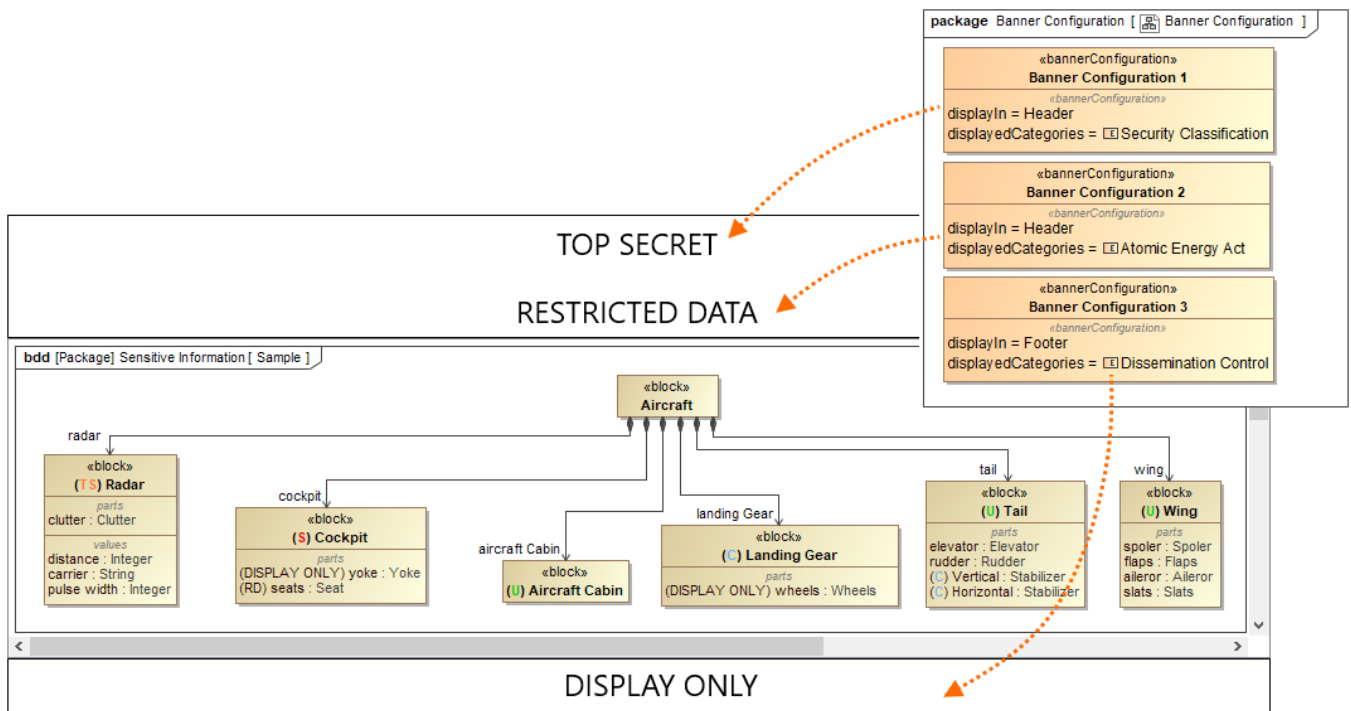 package Banner Configuration [ Banner Configuration ]
«bannerConfiguration»
Banner Configuration 1
«bannerConfiguration»
displayIn = Header
displayedCategories = E Security Classification
«bannerConfiguration»
Banner Configuration 2
«bannerConfiguration»
displayIn = Header
displayedCategories = E Atomic Energy Act
«bannerConfiguration»
Banner Configuration 3
«bannerConfiguration»
displayIn = Footer
displayedCategories = E Dissemination Control
TOP SECRET
RESTRICTED DATA
bdd [Package] Sensitive Information [ Sample ]
«block»
Aircraft
radar
«block»
(TS) Radar
parts
clutter : Clutter
values
distance : Integer
carrier : String
pulse width : Integer
cockpit
«block»
(S) Cockpit
parts
(DISPLAY ONLY) yoke : Yoke
(RD) seats : Seat
aircraft Cabin
«block»
(U) Aircraft Cabin
landing Gear
«block»
(C) Landing Gear
parts
(DISPLAY ONLY) wheels : Wheels
tail
«block»
(U) Tail
parts
elevator : Elevator
rudder : Rudder
(C) Vertical : Stabilizer
(C) Horizontal : Stabilizer
wing
«block»
(U) Wing
parts
spoler : Spoler
flaps : Flaps
aileror : Aileror
slats : Slats
DISPLAY ONLY